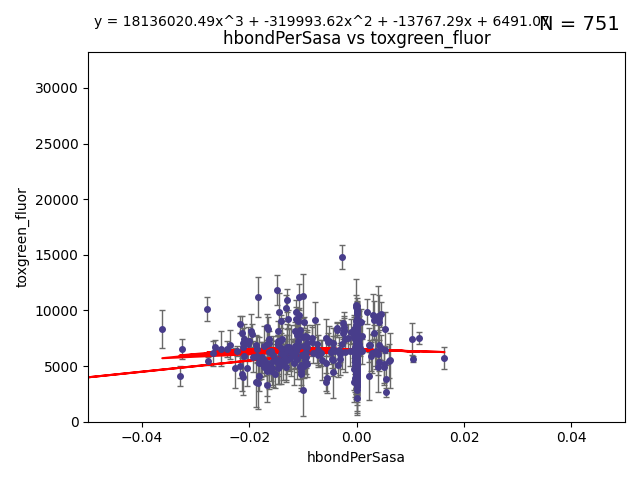 y = 18136020.49x^3 + -319993.62x^2 + -13767.29x + 6491.07
N = 751
hbondPerSasa vs toxgreen_fluor
30000
25000
20000
15000
10000
5000
0
toxgreen_fluor
−0.04
−0.02
0.00
0.02
0.04
hbondPerSasa